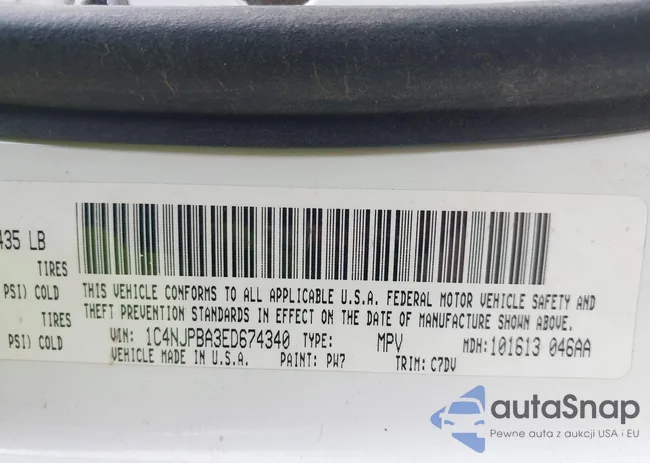 435 LB
TIRES
PSI) COLD
THIS VEHICLE CONFORMS TO ALL APPLICABLE U.S.A. FEDERAL MOTOR VEHICLE SAFETY AND
THEFT PREVENTION STANDARDS IN EFFECT ON THE DATE OF MANUFACTURE SHOWN ABOVE.
TIRES
VIN: 1C4NJPBA3ED674340 TYPE: MPV MDH: 101613 046AA
PSI) COLD
VEHICLE MADE IN U.S.A. PAINT: PW7 TRIM: C7DV
autaSnap
Pewne auta z aukcji USA i EU